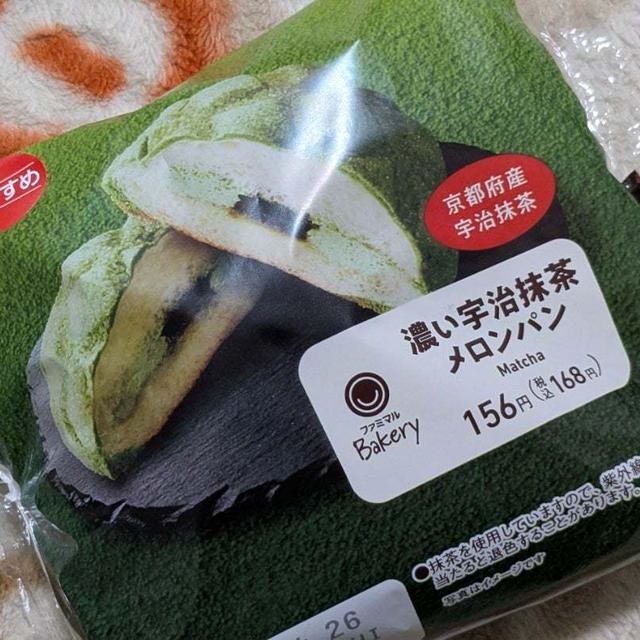 すめ
京都府産
宇治抹茶
濃い宇治抹茶
メロンパン
Matcha
ファミマル
Bakery
156円(税込168円)
●抹茶を使用していますので、紫外
当たると退色することがあります
写真はイメージです
26